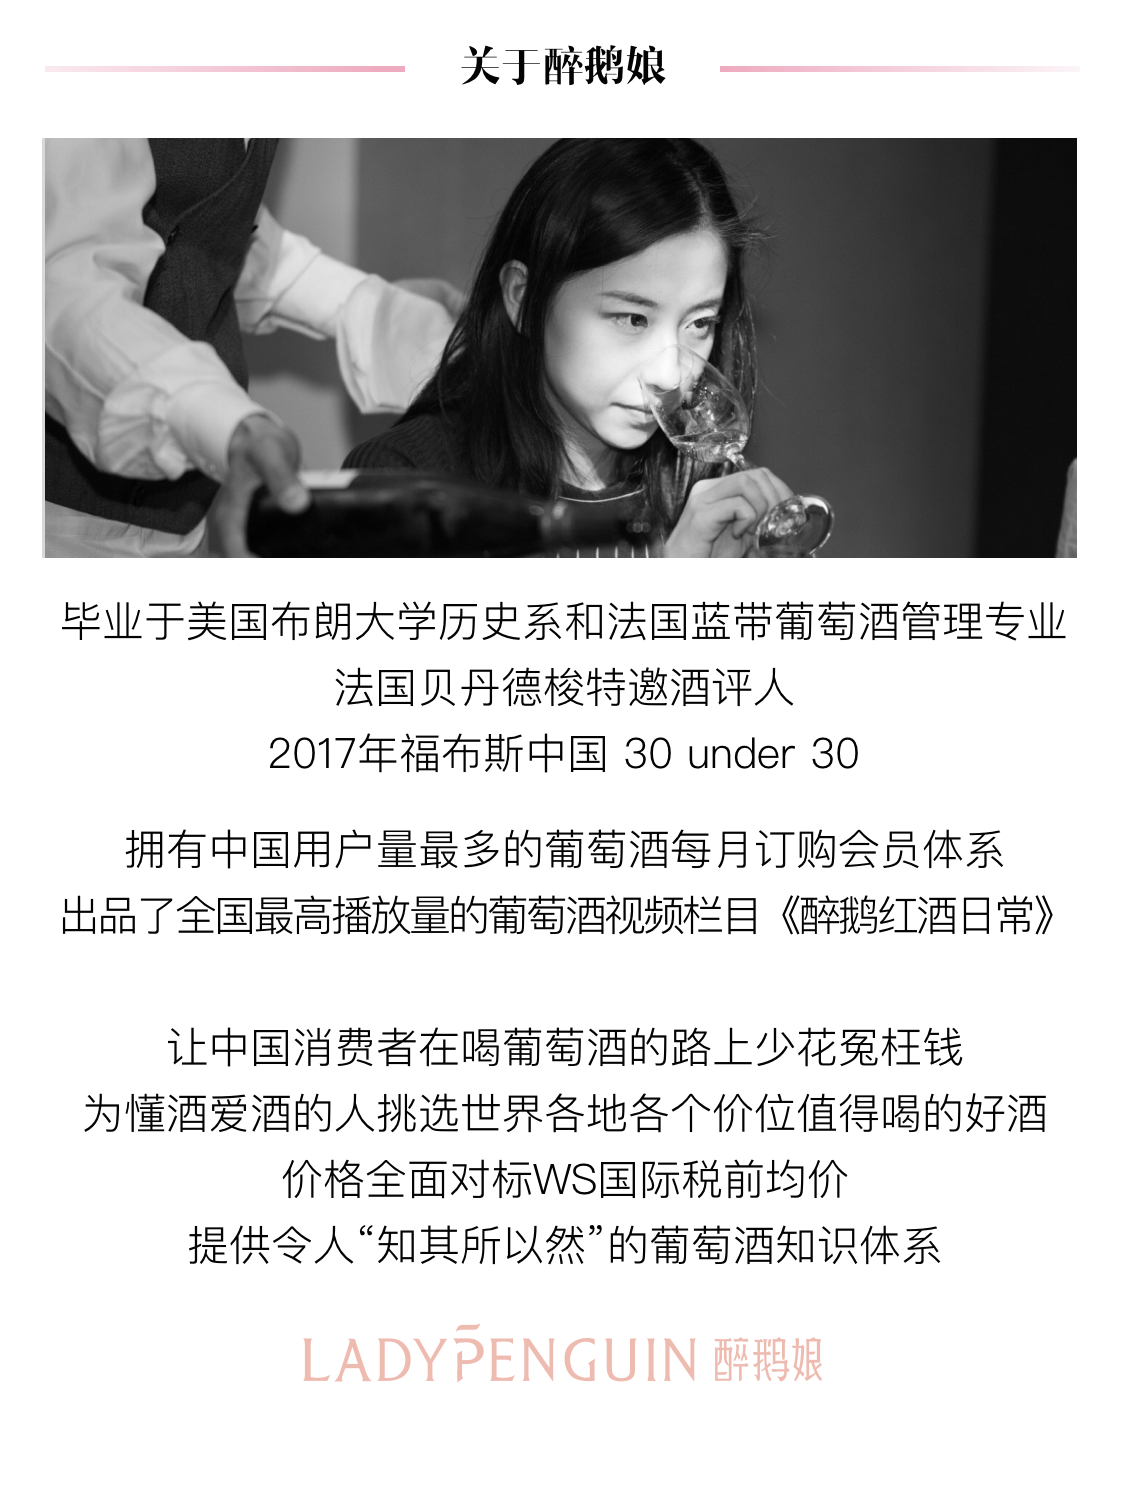 关于醉鹅娘
毕业于美国布朗大学历史系和法国蓝带葡萄酒管理专业
法国贝丹德梭特邀酒评人
2017年福布斯中国 30 under 30
拥有中国用户量最多的葡萄酒每月订购会员体系
出品了全国最高播放量的葡萄酒视频栏目《醉鹅红酒日常》
让中国消费者在喝葡萄酒的路上少花冤枉钱
为懂酒爱酒的人挑选世界各地各个价位值得喝的好酒
价格全面对标WS国际税前均价
提供令人“知其所以然”的葡萄酒知识体系
LADYPENGUIN 醉鹅娘